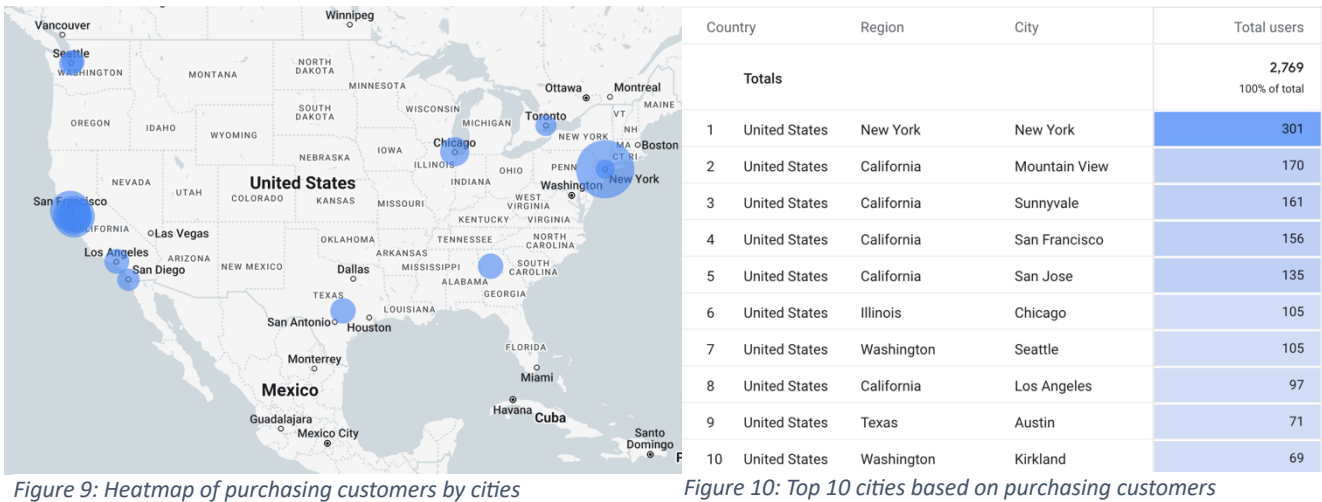 Vancouver
Winnipeg
Seattle
WASHINGTON
MONTANA
NORTH
DAKOTA
MINNESOTA
Ottawa
Montreal
MAINE
OREGON
IDAHO
WYOMING
SOUTH
DAKOTA
WISCONSIN
MICHIGAN
Toronto
VT
NH
NEW YORK
MA
Boston
CT RI
Chicago
IOWA
ILLINOIS
NEBRASKA
INDIANA
OHIO
PENN
New York
NEVADA
UTAH
COLORADO
United States
KANSAS
MISSOURI
Washington
WEST
VIRGINIA
KENTUCKY
VIRGINIA
San Francisco
CALIFORNIA
Las Vegas
OKLAHOMA
TENNESSEE
NORTH
CAROLINA
Los Angeles
ARIZONA
NEW MEXICO
ARKANSAS
MISSISSIPPI
SOUTH
CAROLINA
San Diego
Dallas
ALABAMA
GEORGIA
TEXAS
LOUISIANA
San Antonio
Houston
FLORIDA
Monterrey
Miami
Mexico
Havana
Cuba
Guadalajara
Mexico City
Santo
Domingo
P
Figure 9: Heatmap of purchasing customers by cities
Country Region City Total users
Totals 2,769
100% of total
1 United States New York New York 301
2 United States California Mountain View 170
3 United States California Sunnyvale 161
4 United States California San Francisco 156
5 United States California San Jose 135
6 United States Illinois Chicago 105
7 United States Washington Seattle 105
8 United States California Los Angeles 97
9 United States Texas Austin 71
10 United States Washington Kirkland 69
Figure 10: Top 10 cities based on purchasing customers